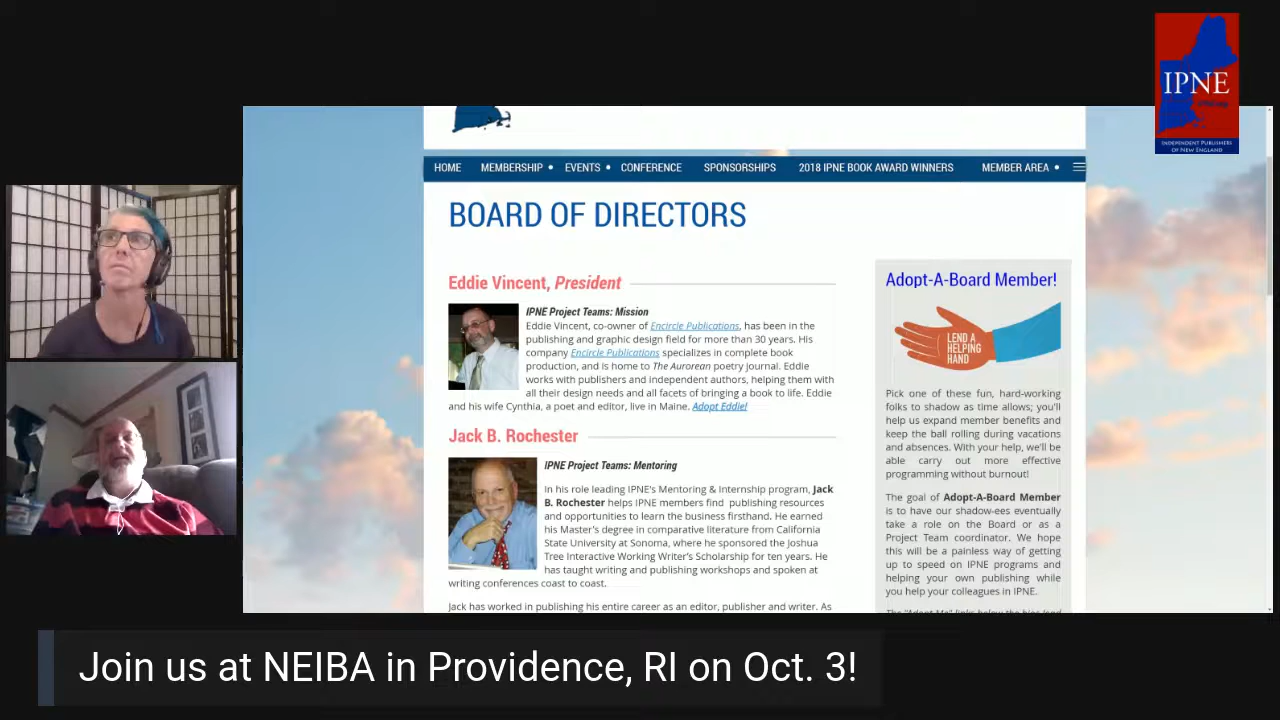 IPNE
INDEPENDENT PUBLISHERS
OF NEW ENGLAND
HOME MEMBERSHIP • EVENTS • CONFERENCE SPONSORSHIPS 2018 IPNE BOOK AWARD WINNERS MEMBER AREA •
BOARD OF DIRECTORS
Eddie Vincent, President
IPNE Project Teams: Mission
Eddie Vincent, co-owner of Encircle Publications, has been in the
publishing and graphic design field for more than 30 years. His
company Encircle Publications specializes in complete book
production, and is home to The Aurorean poetry journal. Eddie
works with publishers and independent authors, helping them with
all their design needs and all facets of bringing a book to life. Eddie
and his wife Cynthia, a poet and editor, live in Maine. Adopt Eddie!
Jack B. Rochester
IPNE Project Teams: Mentoring
In his role leading IPNE's Mentoring & Internship program, Jack
B. Rochester helps IPNE members find publishing resources
and opportunities to learn the business firsthand. He earned
his Master's degree in comparative literature from California
State University at Sonoma, where he sponsored the Joshua
Tree Interactive Working Writer's Scholarship for ten years. He
has taught writing and publishing workshops and spoken at
writing conferences coast to coast.
Jack has worked in publishing his entire career as an editor, publisher and writer. As
Adopt-A-Board Member!
LEND A
HELPING
HAND
Pick one of these fun, hard-working
folks to shadow as time allows; you'll
help us expand member benefits and
keep the ball rolling during vacations
and absences. With your help, we'll be
able carry out more effective
programming without burnout!
The goal of Adopt-A-Board Member
is to have our shadow-ees eventually
take a role on the Board or as a
Project Team coordinator. We hope
this will be a painless way of getting
up to speed on IPNE programs and
helping your own publishing while
you help your colleagues in IPNE.
The "Adopt Me" links below the bios lead
Join us at NEIBA in Providence, RI on Oct. 3!